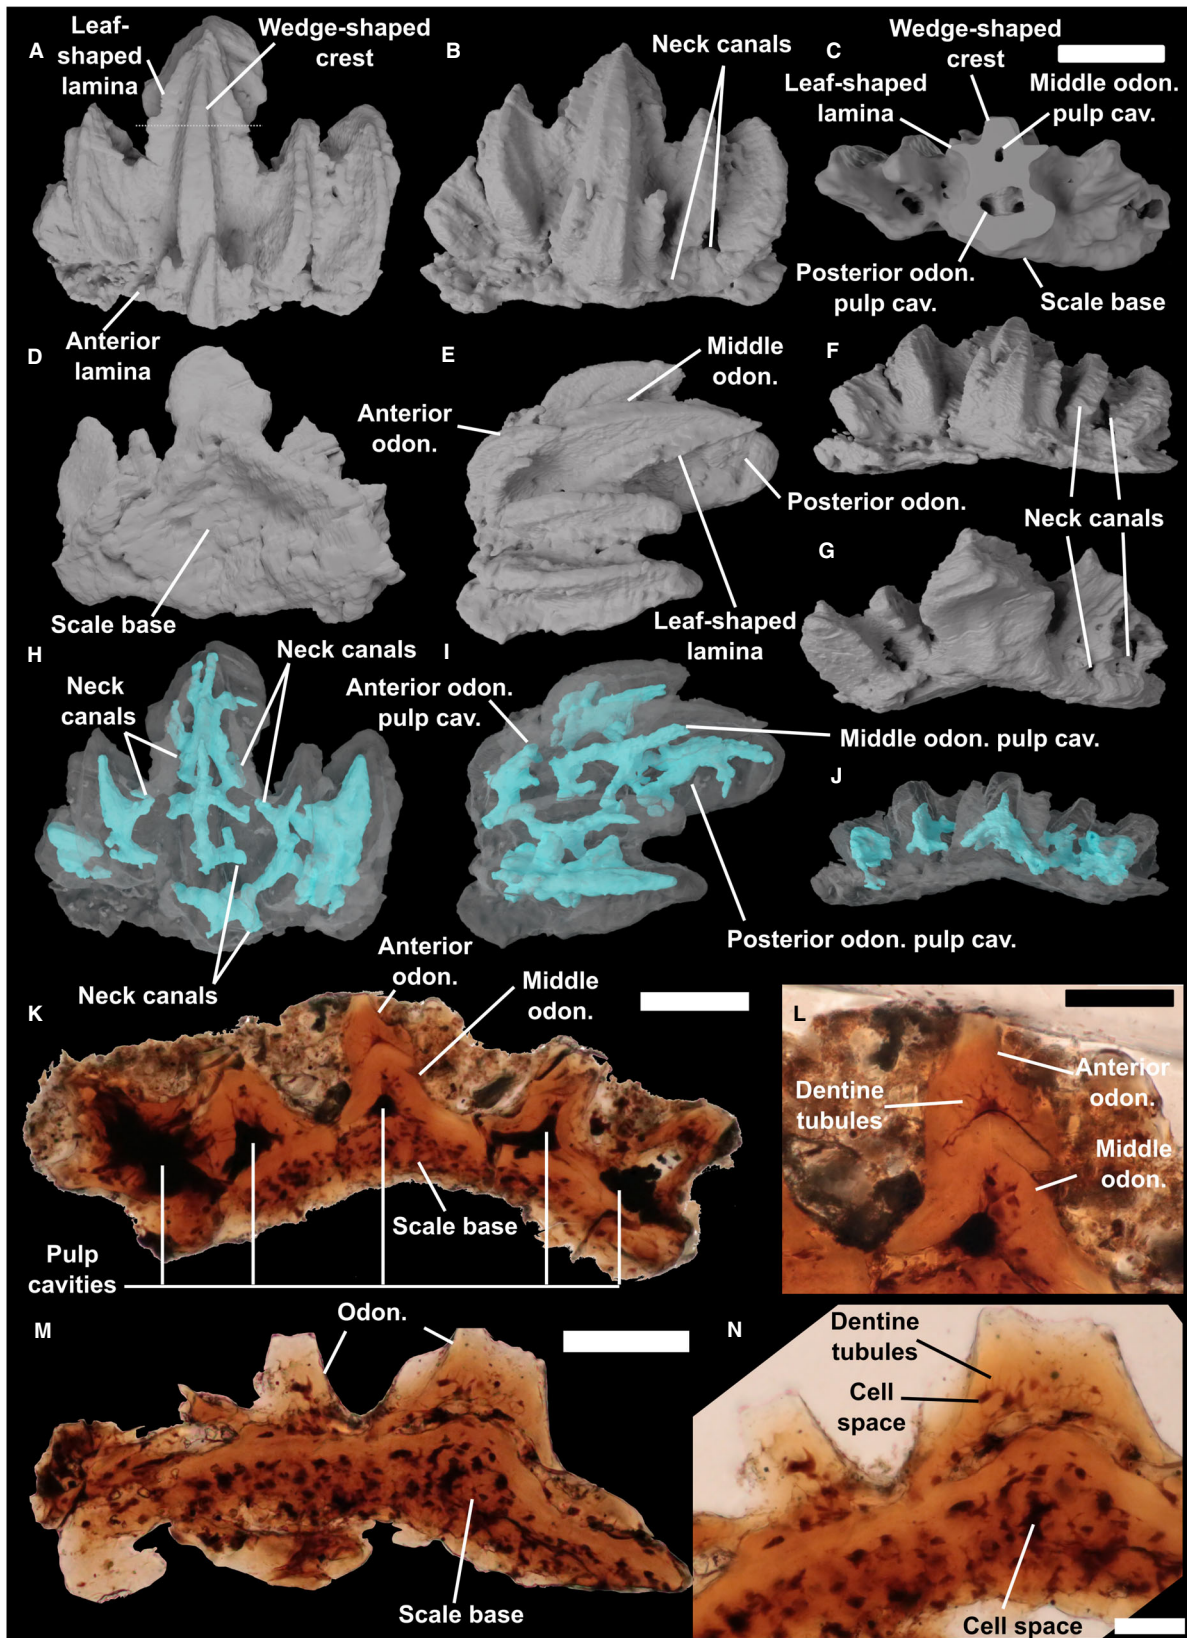 A
Leaf-
shaped
lamina
Wedge-shaped
crest
Anterior
lamina
B
Neck canals
C
Wedge-shaped
crest
Leaf-shaped
lamina
Middle odon.
pulp cav.
Posterior odon.
pulp cav.
Scale base
D
Scale base
E
Middle
odon.
Anterior
odon.
Posterior odon.
Leaf-shaped
lamina
F
Neck canals
G
H
Neck canals
Neck
canals
Neck canals
I
Anterior odon.
pulp cav.
Middle odon. pulp cav.
Posterior odon. pulp cav.
J
K
Anterior
odon.
Middle
odon.
Scale base
Pulp
cavities
L
Anterior
odon.
Dentine
tubules
Middle
odon.
M
Odon.
Scale base
N
Dentine
tubules
Cell
space
Cell space